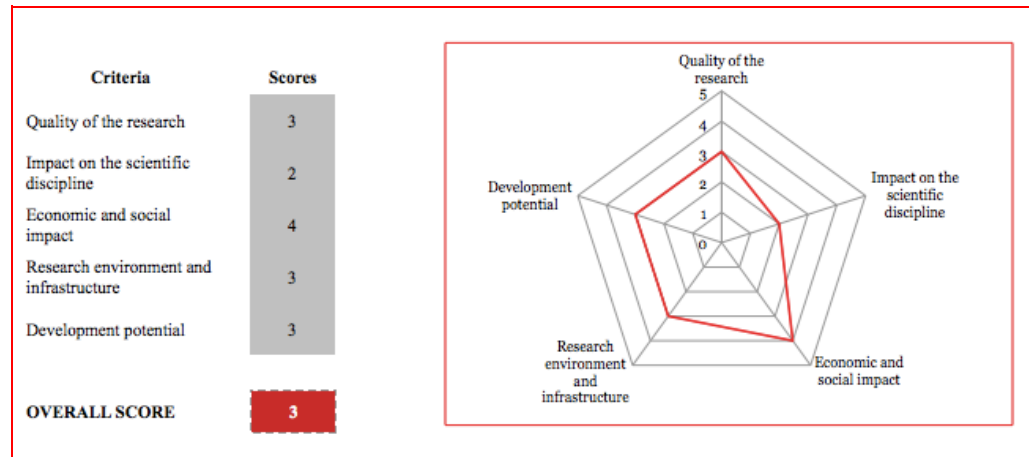 Criteria Scores
Quality of the research 3
Impact on the scientific
discipline 2
Economic and social
impact 4
Research environment and
infrastructure 3
Development potential 3
OVERALL SCORE 3
Quality of the
research
5
4
3
2
1
0
Impact on the
scientific
discipline
Economic and
social impact
Research
environment
and
infrastructure
Development
potential